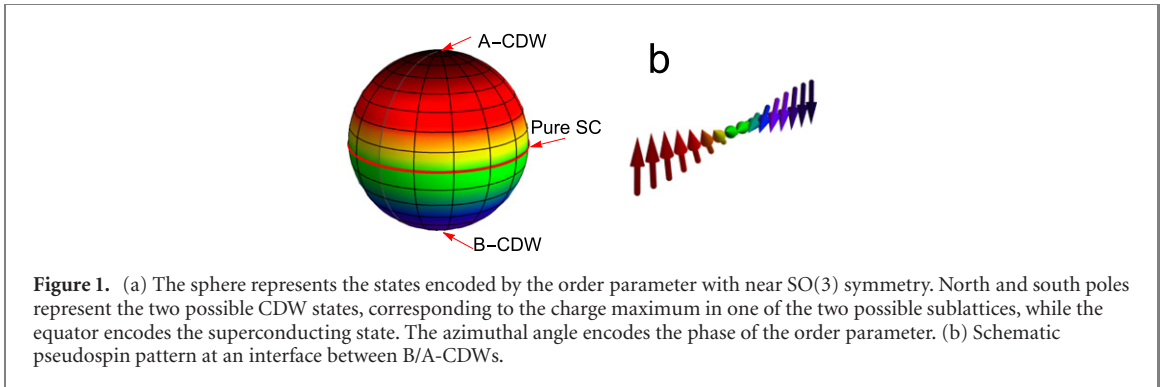 A–CDW
b
Pure SC
B–CDW
Figure 1. (a) The sphere represents the states encoded by the order parameter with near SO(3) symmetry. North and south poles
represent the two possible CDW states, corresponding to the charge maximum in one of the two possible sublattices, while the
equator encodes the superconducting state. The azimuthal angle encodes the phase of the order parameter. (b) Schematic
pseudospin pattern at an interface between B/A-CDWs.